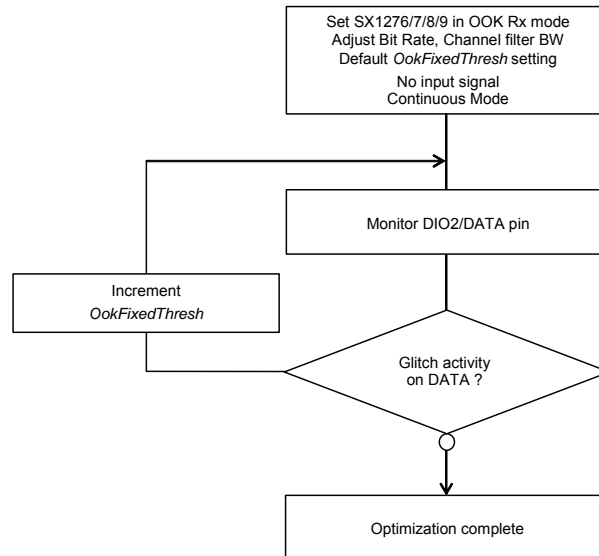 Set SX1276/7/8/9 in OOK Rx mode
Adjust Bit Rate, Channel filter BW
Default OokFixedThresh setting
No input signal
Continuous Mode
Monitor DIO2/DATA pin
Increment
OokFixedThresh
Glitch activity
on DATA ?
Optimization complete